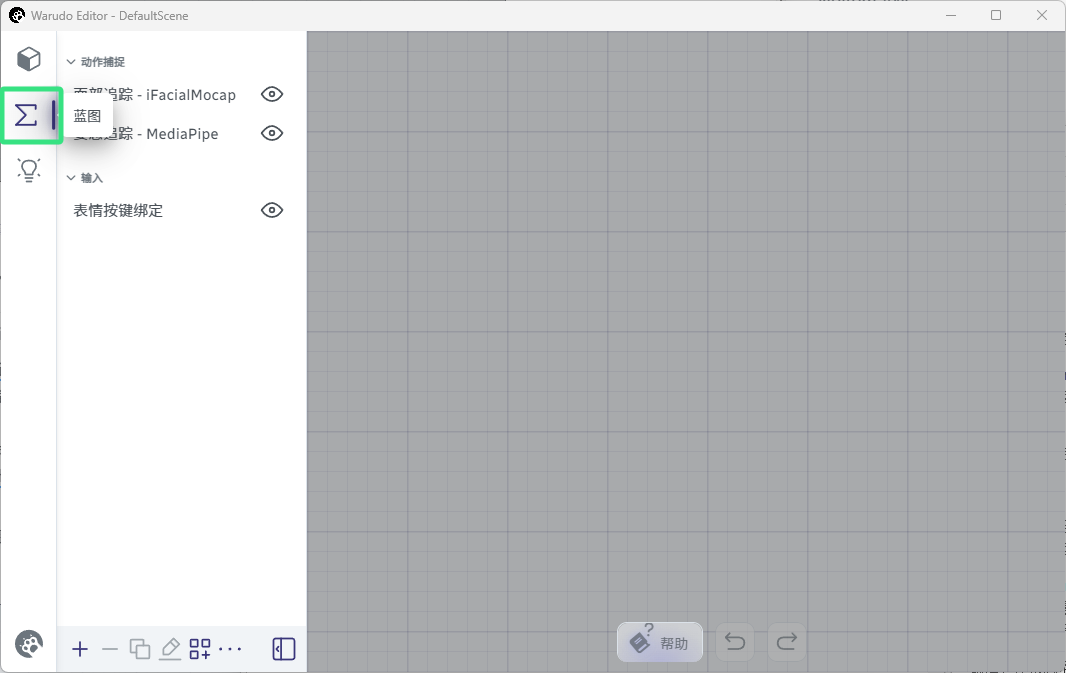 Warudo Editor - DefaultScene
动作捕捉
面部追踪 - iFacialMocap
蓝图
姿态追踪 - MediaPipe
输入
表情按键绑定
帮助